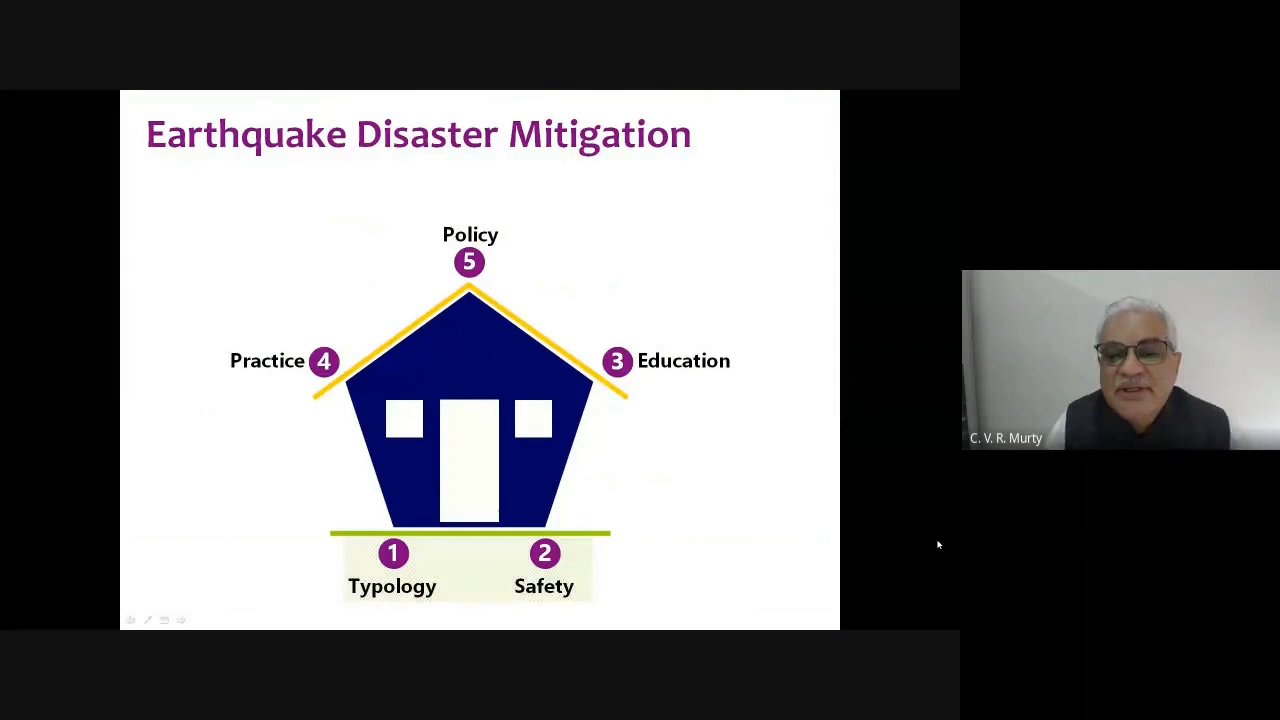 Earthquake Disaster Mitigation
Policy
5
Practice 4
3 Education
1
2
Typology
Safety
C. V. R. Murty